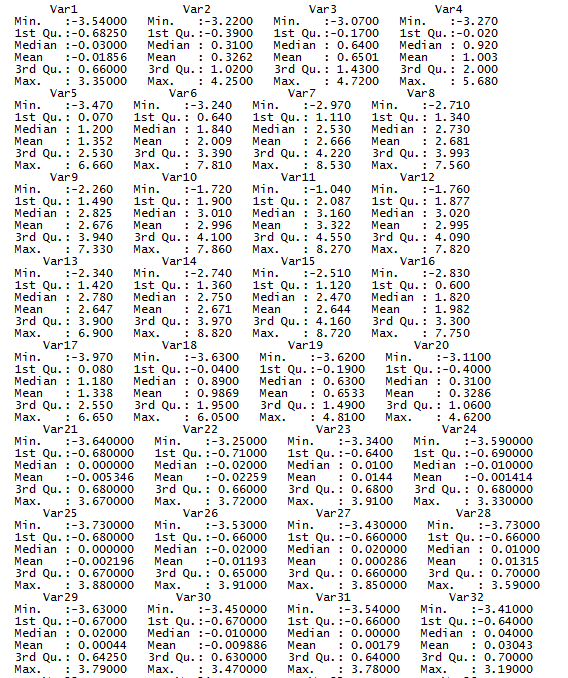 Var1 Var2 Var3 Var4
Min. :-3.54000 Min. :-3.2200 Min. :-3.0700 Min. :-3.270
1st Qu.:-0.68250 1st Qu.:-0.3900 1st Qu.:-0.1700 1st Qu.:-0.020
Median :-0.03000 Median : 0.3100 Median : 0.6400 Median : 0.920
Mean :-0.01856 Mean : 0.3262 Mean : 0.6501 Mean : 1.003
3rd Qu.: 0.66000 3rd Qu.: 1.0200 3rd Qu.: 1.4300 3rd Qu.: 2.000
Max. : 3.35000 Max. : 4.2500 Max. : 4.7200 Max. : 5.680
Var5 Var6 Var7 Var8
Min. :-3.470 Min. :-3.240 Min. :-2.970 Min. :-2.710
1st Qu.: 0.070 1st Qu.: 0.640 1st Qu.: 1.110 1st Qu.: 1.340
Median : 1.200 Median : 1.840 Median : 2.530 Median : 2.730
Mean : 1.352 Mean : 2.009 Mean : 2.666 Mean : 2.681
3rd Qu.: 2.530 3rd Qu.: 3.390 3rd Qu.: 4.220 3rd Qu.: 3.993
Max. : 6.660 Max. : 7.810 Max. : 8.530 Max. : 7.560
Var9 Var10 Var11 Var12
Min. :-2.260 Min. :-1.720 Min. :-1.040 Min. :-1.760
1st Qu.: 1.490 1st Qu.: 1.900 1st Qu.: 2.087 1st Qu.: 1.877
Median : 2.825 Median : 3.010 Median : 3.160 Median : 3.020
Mean : 2.676 Mean : 2.996 Mean : 3.322 Mean : 2.995
3rd Qu.: 3.940 3rd Qu.: 4.100 3rd Qu.: 4.550 3rd Qu.: 4.090
Max. : 7.330 Max. : 7.860 Max. : 8.270 Max. : 7.820
Var13 Var14 Var15 Var16
Min. :-2.340 Min. :-2.740 Min. :-2.510 Min. :-2.830
1st Qu.: 1.420 1st Qu.: 1.360 1st Qu.: 1.120 1st Qu.: 0.600
Median : 2.780 Median : 2.750 Median : 2.470 Median : 1.820
Mean : 2.647 Mean : 2.671 Mean : 2.644 Mean : 1.982
3rd Qu.: 3.900 3rd Qu.: 3.970 3rd Qu.: 4.160 3rd Qu.: 3.300
Max. : 6.900 Max. : 8.820 Max. : 8.720 Max. : 7.750
Var17 Var18 Var19 Var20
Min. :-3.970 Min. :-3.6300 Min. :-3.6200 Min. :-3.1100
1st Qu.: 0.080 1st Qu.:-0.0400 1st Qu.:-0.1900 1st Qu.:-0.4000
Median : 1.180 Median : 0.8900 Median : 0.6300 Median : 0.3100
Mean : 1.338 Mean : 0.9869 Mean : 0.6533 Mean : 0.3286
3rd Qu.: 2.550 3rd Qu.: 1.9500 3rd Qu.: 1.4900 3rd Qu.: 1.0600
Max. : 6.650 Max. : 6.0500 Max. : 4.8100 Max. : 4.6200
Var21 Var22 Var23 Var24
Min. :-3.640000 Min. :-3.25000 Min. :-3.3400 Min. :-3.590000
1st Qu.:-0.680000 1st Qu.:-0.71000 1st Qu.:-0.6400 1st Qu.:-0.690000
Median : 0.000000 Median :-0.02000 Median : 0.0100 Median :-0.010000
Mean :-0.005346 Mean :-0.02259 Mean : 0.0144 Mean :-0.001414
3rd Qu.: 0.680000 3rd Qu.: 0.66000 3rd Qu.: 0.6800 3rd Qu.: 0.680000
Max. : 3.670000 Max. : 3.72000 Max. : 3.9100 Max. : 3.330000
Var25 Var26 Var27 Var28
Min. :-3.730000 Min. :-3.53000 Min. :-3.430000 Min. :-3.73000
1st Qu.:-0.680000 1st Qu.:-0.66000 1st Qu.:-0.660000 1st Qu.:-0.66000
Median : 0.000000 Median :-0.02000 Median : 0.020000 Median : 0.01000
Mean :-0.002196 Mean :-0.01193 Mean : 0.000286 Mean : 0.01315
3rd Qu.: 0.670000 3rd Qu.: 0.65000 3rd Qu.: 0.660000 3rd Qu.: 0.70000
Max. : 3.880000 Max. : 3.91000 Max. : 3.850000 Max. : 3.59000
Var29 Var30 Var31 Var32
Min. :-3.63000 Min. :-3.450000 Min. :-3.54000 Min. :-3.41000
1st Qu.:-0.67000 1st Qu.:-0.670000 1st Qu.:-0.66000 1st Qu.:-0.64000
Median : 0.02000 Median :-0.010000 Median : 0.00000 Median : 0.04000
Mean : 0.00044 Mean :-0.009886 Mean : 0.00179 Mean : 0.03043
3rd Qu.: 0.64250 3rd Qu.: 0.630000 3rd Qu.: 0.64000 3rd Qu.: 0.70000
Max. : 3.79000 Max. : 3.470000 Max. : 3.78000 Max. : 3.19000